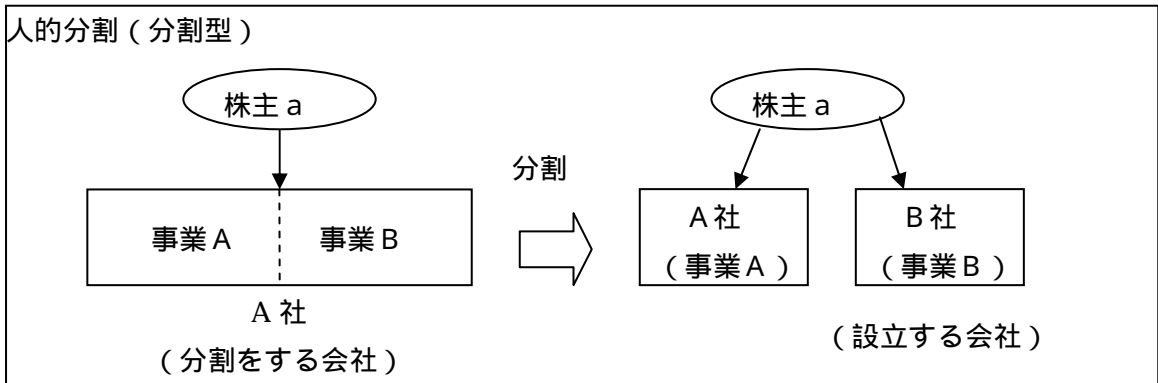 人的分割（分割型）
株主a
株主a
分割
事業A
事業B
A社
B社
（事業A）
（事業B）
A 社
（分割をする会社）
（設立する会社）